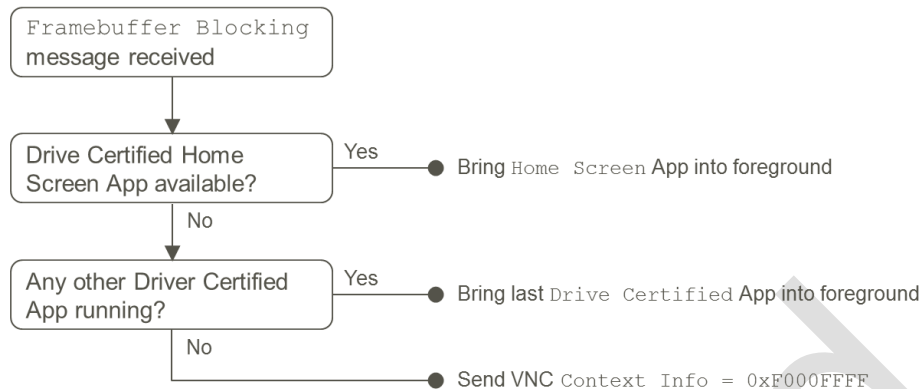 Framebuffer Blocking
message received
Drive Certified Home
Screen App available?
Yes
Bring Home Screen App into foreground
No
Any other Driver Certified
App running?
Yes
Bring last Drive Certified App into foreground
No
Send VNC Context Info = 0xF000FFFF